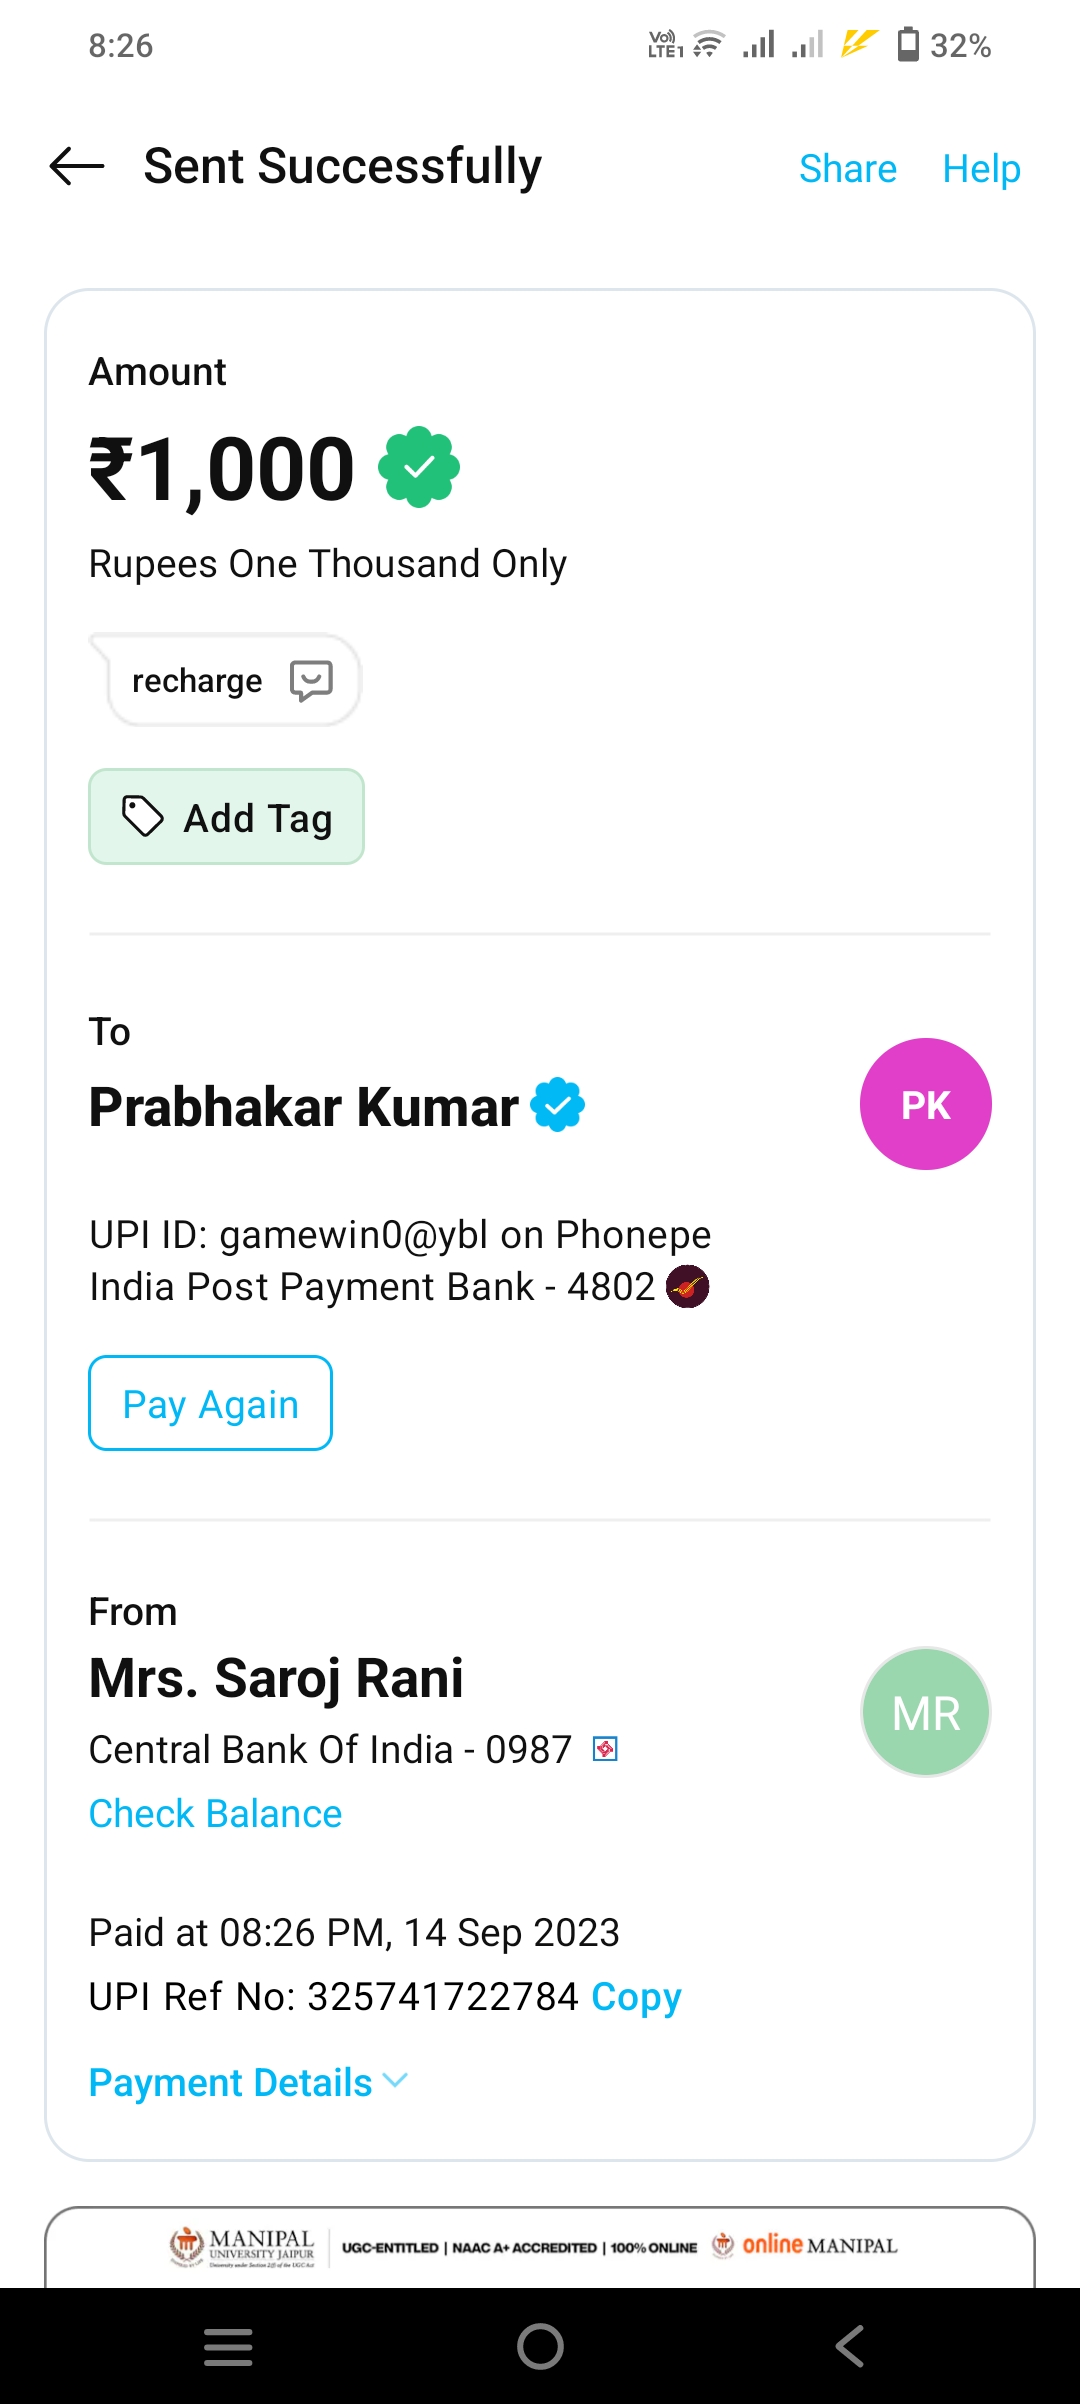 8:26
Vo)) LTE1 32%
Sent Successfully Share Help
Amount
₹1,000
Rupees One Thousand Only
recharge
Add Tag
To
Prabhakar Kumar
PK
UPI ID: gamewin0@ybl on Phonepe
India Post Payment Bank - 4802
Pay Again
From
Mrs. Saroj Rani
MR
Central Bank Of India - 0987
Check Balance
Paid at 08:26 PM, 14 Sep 2023
UPI Ref No: 325741722784 Copy
Payment Details
MANIPAL
UNIVERSITY JAIPUR
UGC-ENTITLED | NAAC A+ ACCREDITED | 100% ONLINE
online MANIPAL